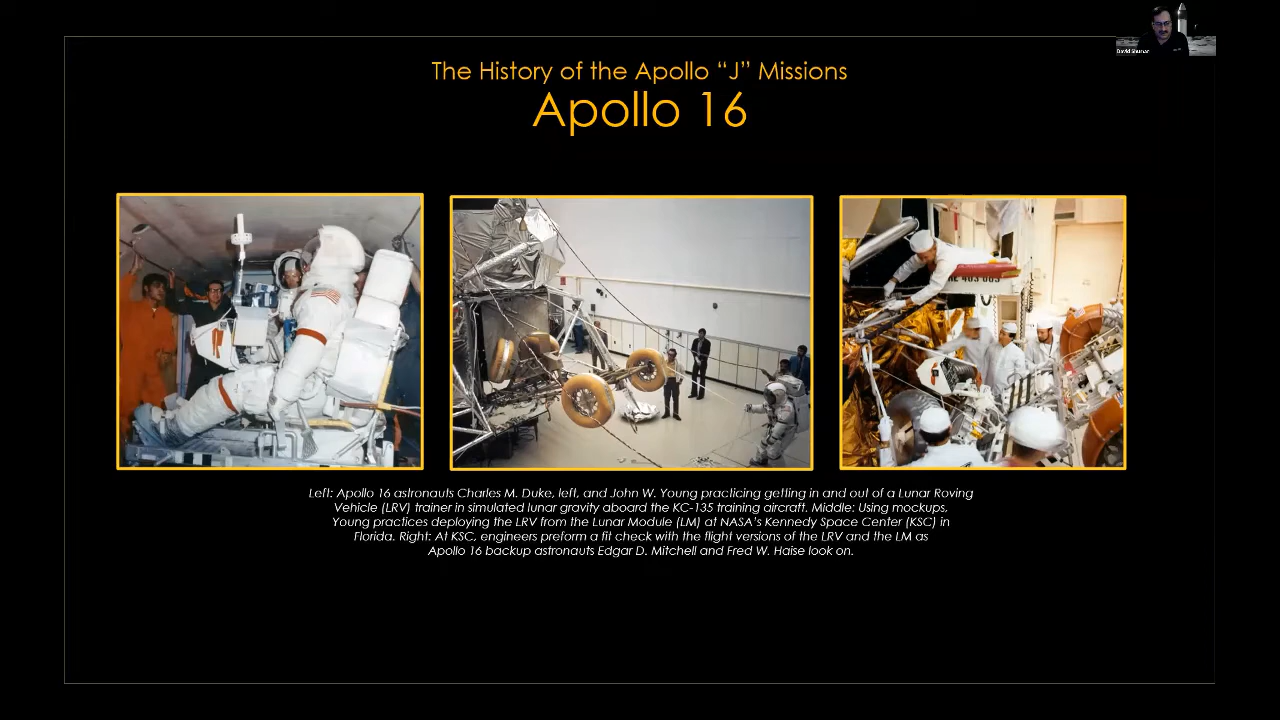 David Shumar
The History of the Apollo “J” Missions
Apollo 16
Left: Apollo 16 astronauts Charles M. Duke, left, and John W. Young practicing getting in and out of a Lunar Roving
Vehicle (LRV) trainer in simulated lunar gravity aboard the KC-135 training aircraft. Middle: Using mockups,
Young practices deploying the LRV from the Lunar Module (LM) at NASA’s Kennedy Space Center (KSC) in
Florida. Right: At KSC, engineers preform a fit check with the flight versions of the LRV and the LM as
Apollo 16 backup astronauts Edgar D. Mitchell and Fred W. Haise look on.